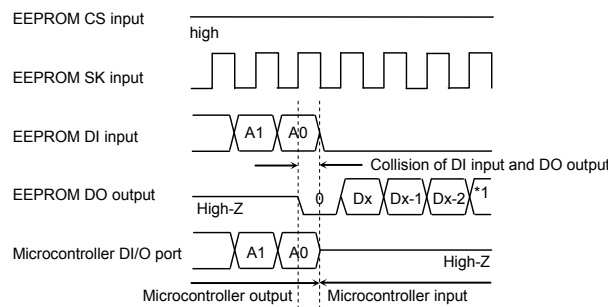 EEPROM CS input
high
EEPROM SK input
EEPROM DI input
A1 A0
Collision of DI input and DO output
EEPROM DO output
High-Z
0 Dx Dx-1 Dx-2 *1
Microcontroller DI/O port
A1 A0
High-Z
Microcontroller output Microcontroller input